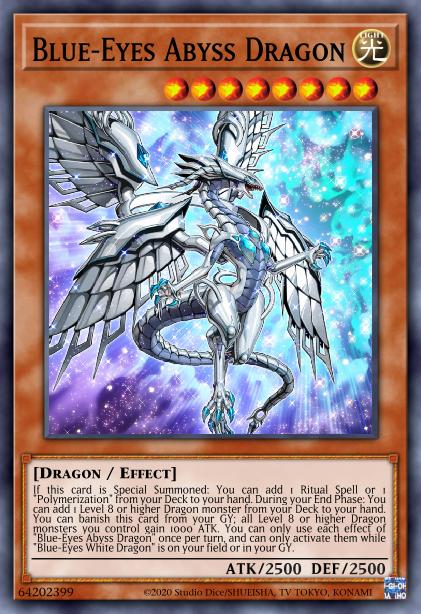 BLUE-EYES ABYSS DRAGON
LIGHT
光
[DRAGON / EFFECT]
If this card is Special Summoned: You can add 1 Ritual Spell or 1
"Polymerization" from your Deck to your hand. During your End Phase: You
can add 1 Level 8 or higher Dragon monster from your Deck to your hand.
You can banish this card from your GY; all Level 8 or higher Dragon
monsters you control gain 1000 ATK. You can only use each effect of
"Blue-Eyes Abyss Dragon" once per turn, and can only activate them while
"Blue-Eyes White Dragon" is on your field or in your GY.
ATK/2500 DEF/2500
64202399 ©2020 Studio Dice/SHUEISHA, TV TOKYO, KONAMI